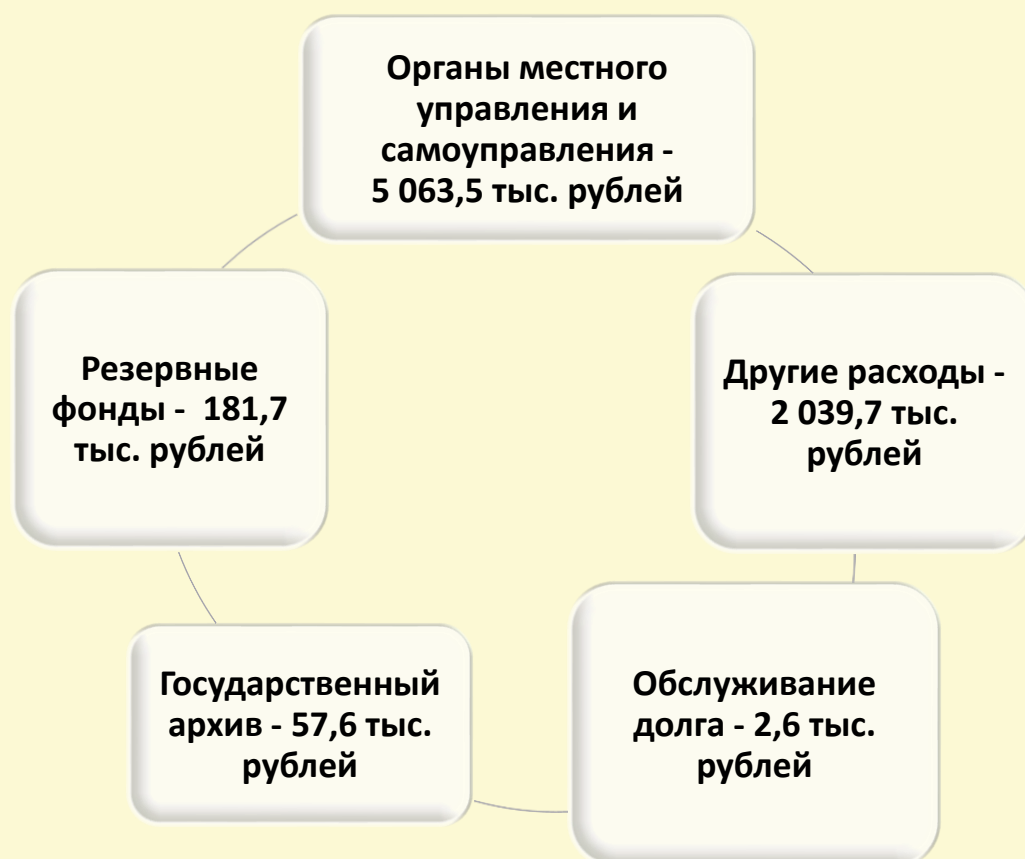 Органы местного
управления и
самоуправления -
5 063,5 тыс. рублей
Другие расходы -
2 039,7 тыс.
рублей
Обслуживание
долга - 2,6 тыс.
рублей
Государственный
архив - 57,6 тыс.
рублей
Резервные
фонды -  181,7
тыс. рублей